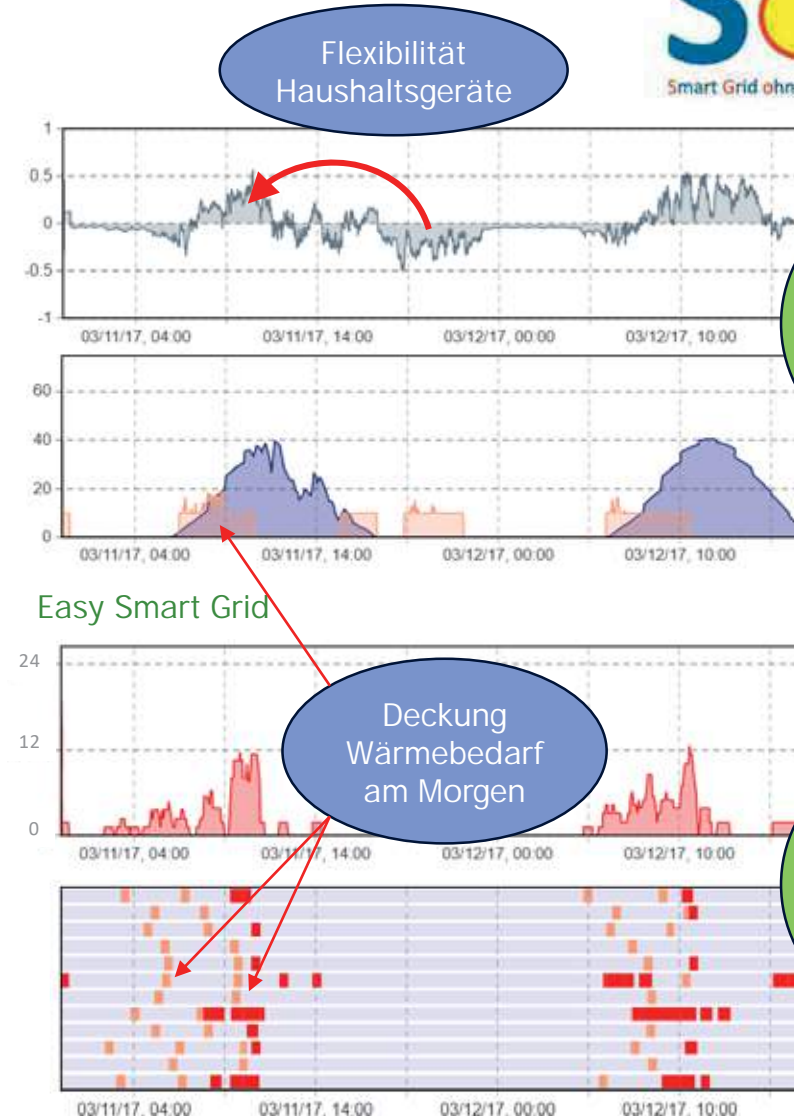 Flexibilität
Haushaltsgeräte
Smart Grid
1
0.5
0
-0.5
-1
03/11/17, 04:00 03/11/17, 14:00 03/12/17, 00:00 03/12/17, 10:00
60
40
20
0
03/11/17, 04:00 03/11/17, 14:00 03/12/17, 00:00 03/12/17, 10:00
Easy Smart Grid
24
12
0
Deckung
Wärmebedarf
am Morgen
03/11/17, 04:00 03/11/17, 14:00 03/12/17, 00:00 03/12/17, 10:00
03/11/17, 04:00 03/11/17, 14:00 03/12/17, 00:00 03/12/17, 10:00